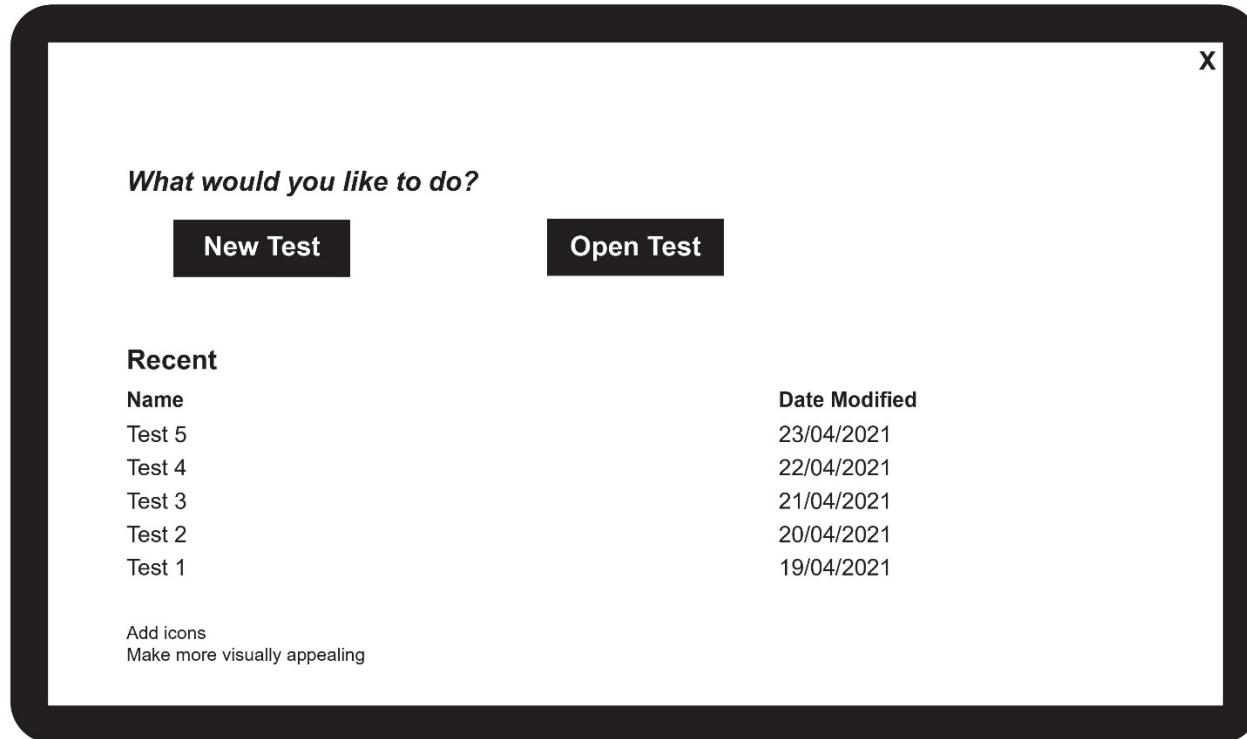 X
What would you like to do?
New Test Open Test
Recent
Name Date Modified
Test 5 23/04/2021
Test 4 22/04/2021
Test 3 21/04/2021
Test 2 20/04/2021
Test 1 19/04/2021
Add icons
Make more visually appealing